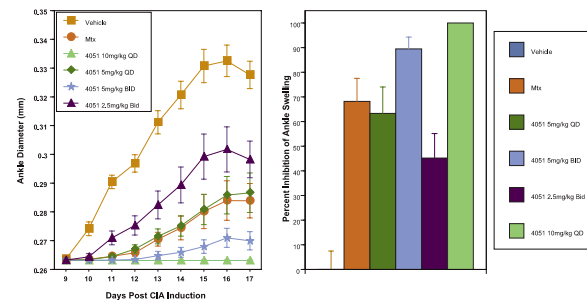 0.35
0.34
0.33
0.32
0.31
0.3
0.29
0.28
0.27
0.26
Ankle Diameter (mm)
Vehicle
Mtx
4051 10mg/kg QD
4051 5mg/kg QD
4051 5mg/kg BID
4051 2.5mg/kg Bid
9 10 11 12 13 14 15 16 17
Days Post CIA Induction
100
90
80
70
60
50
40
30
20
10
0
Percent Inhibition of Ankle Swelling
Vehicle
Mtx
4051 5mg/kg QD
4051 5mg/kg BID
4051 2.5mg/kg Bid
4051 10mg/kg QD